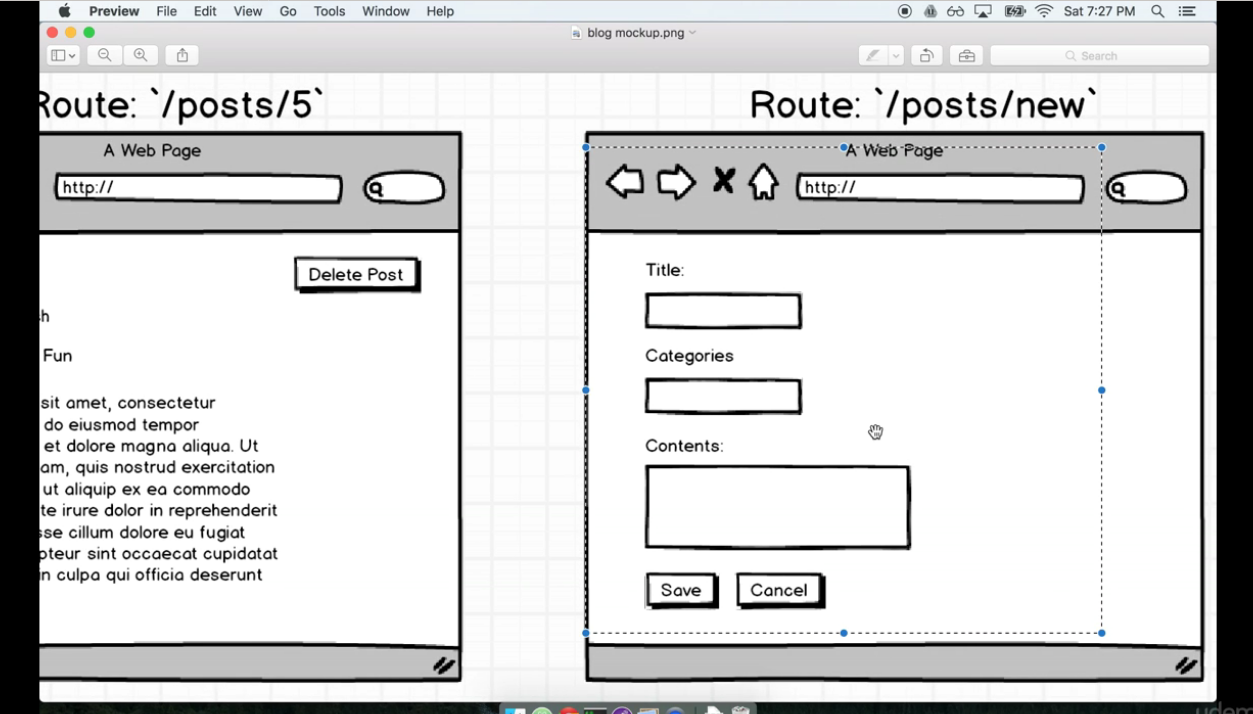 Preview File Edit View Go Tools Window Help Sat 7:27 PM
blog mockup.png
Search
Route: `/posts/5`
A Web Page
http://
Delete Post
Fun
sit amet, consectetur
do eiusmod tempor
et dolore magna aliqua. Ut
am, quis nostrud exercitation
ut aliquip ex ea commodo
te irure dolor in reprehenderit
sse cillum dolore eu fugiat
pteur sint occaecat cupidatat
in culpa qui officia deserunt
Route: `/posts/new`
A Web Page
http://
Title:
Categories
Contents:
Save Cancel